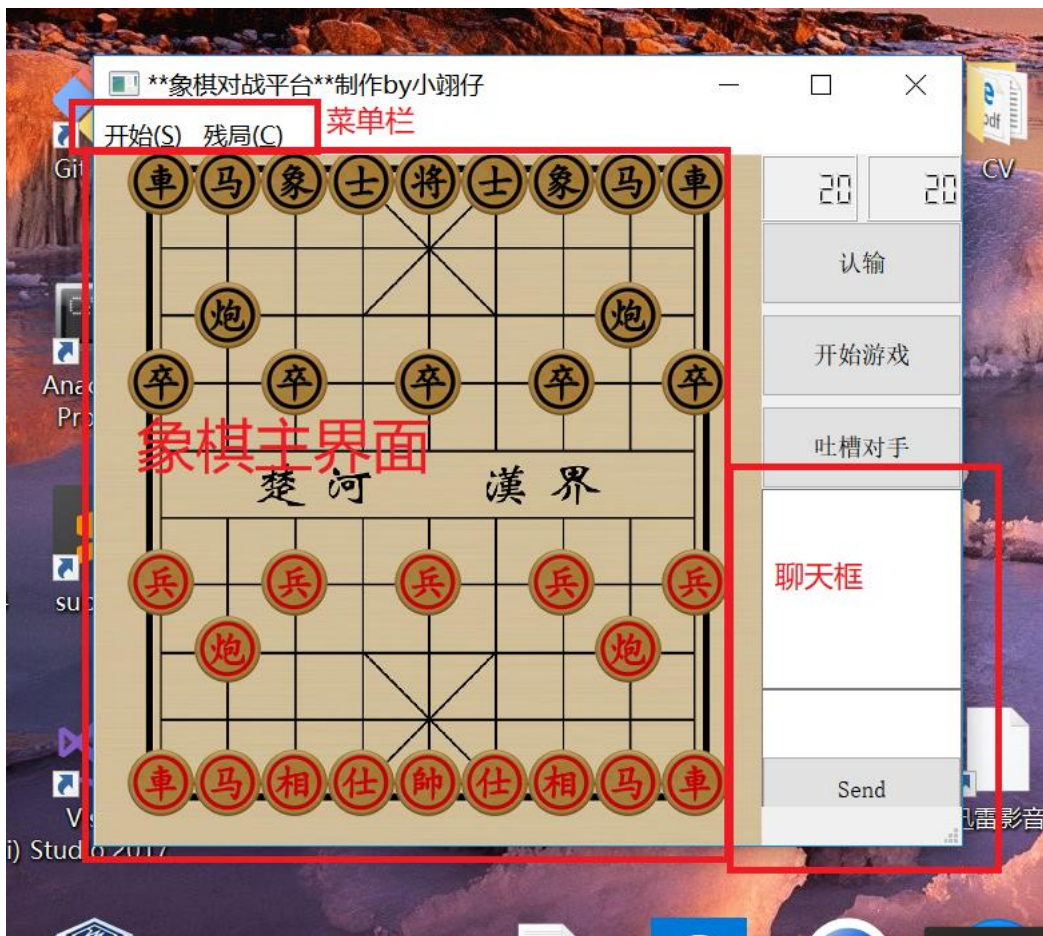 **象棋对战平台**制作by小翊仔
开始(S) 残局(C)
菜单栏
Git
CV
車 马 象 士 将 士 象 马 車
20 20
认输
炮 炮
开始游戏
卒 卒 卒 卒 卒
吐槽对手
象棋主界面
楚河 漢界
聊天框
兵 兵 兵 兵 兵
炮 炮
車 马 相 仕 帥 仕 相 马 車
Send
迅雷影音
Studio 2017